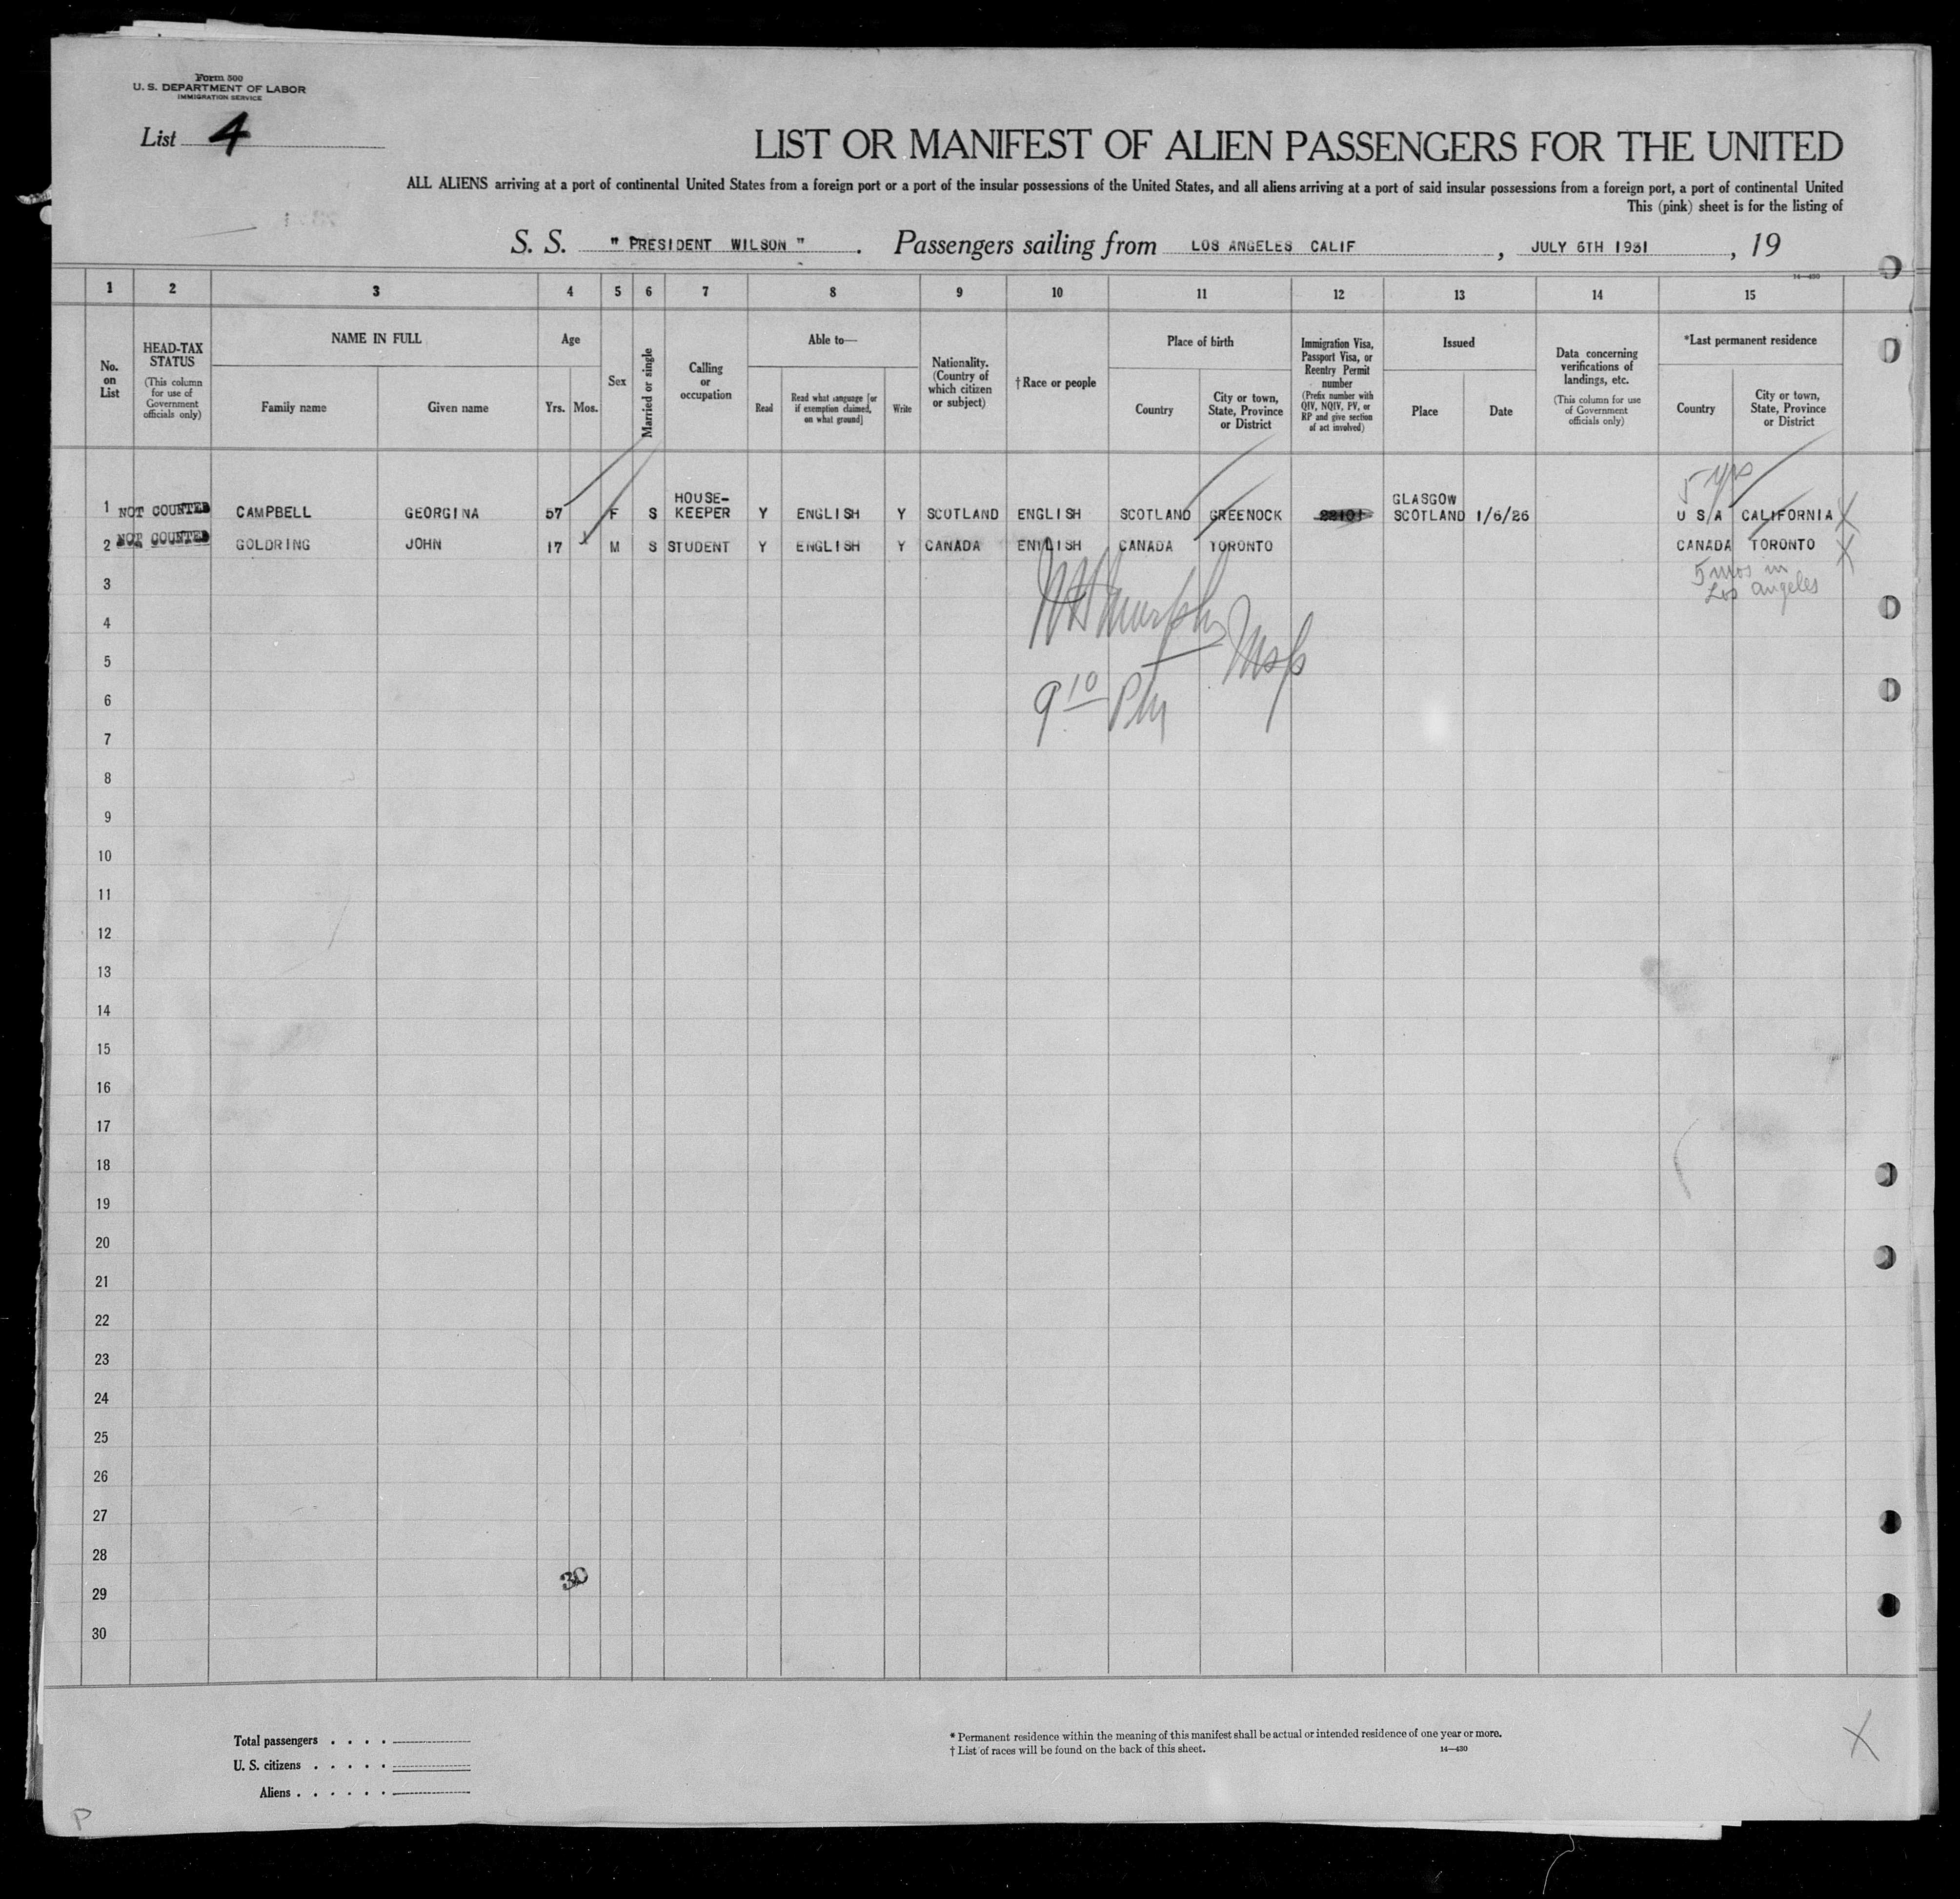 Form 500
U. S. DEPARTMENT OF LABOR
IMMIGRATION SERVICE
List 4
LIST OR MANIFEST OF ALIEN PASSENGERS FOR THE UNITED
ALL ALIENS arriving at a port of continental United States from a foreign port or a port of the insular possessions of the United States, and all aliens arriving at a port of said insular possessions from a foreign port, a port of continental United
This (pink) sheet is for the listing of
S. S. " PRESIDENT WILSON " . Passengers sailing from LOS ANGELES CALIF , JULY 6TH 1931 , 19
14—430
1 2 3 4 5 6 7 8 9 10 11 12 13 14 15
No. on List
HEAD-TAX STATUS (This column for use of Government officials only)
NAME IN FULL
Family name
Given name
Age
Yrs. Mos.
Sex
Married or single
Calling or occupation
Able to—
Read
Read what language [or if exemption claimed, on what ground]
Write
Nationality. (Country of which citizen or subject)
† Race or people
Place of birth
Country
City or town, State, Province or District
Immigration Visa, Passport Visa, or Reentry Permit number (Prefix number with QIV, NQIV, PV, or RP and give section of act involved)
Issued
Place
Date
Data concerning verifications of landings, etc. (This column for use of Government officials only)
*Last permanent residence
Country
City or town, State, Province or District
5 yrs
1 NOT COUNTED CAMPBELL GEORGINA 57 F S HOUSE-KEEPER Y ENGLISH Y SCOTLAND ENGLISH SCOTLAND GREENOCK 22101 GLASGOW SCOTLAND 1/6/26 U S A CALIFORNIA X
2 NOT COUNTED GOLDRING JOHN 17 M S STUDENT Y ENGLISH Y CANADA ENTLISH CANADA TORONTO CANADA TORONTO X
5 mos in
Los Angeles
Murphy
9 10 PM
3
4
5
6
7
8
9
10
11
12
13
14
15
16
17
18
19
20
21
22
23
24
25
26
27
28
29
30
30
Total passengers . . . .
U. S. citizens . . . . .
Aliens . . . . . .
* Permanent residence within the meaning of this manifest shall be actual or intended residence of one year or more.
† List of races will be found on the back of this sheet.
14—430
X
P